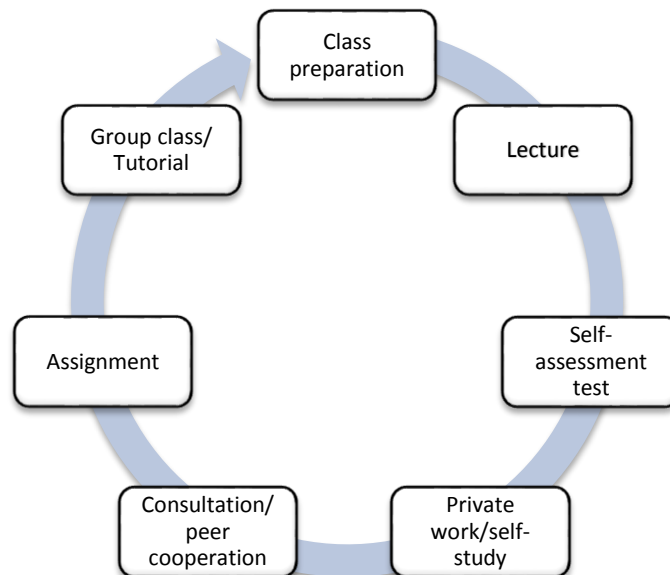 Class
preparation
Lecture
Self-
assessment
test
Private
work/self-
study
Consultation/
peer
cooperation
Assignment
Group class/
Tutorial